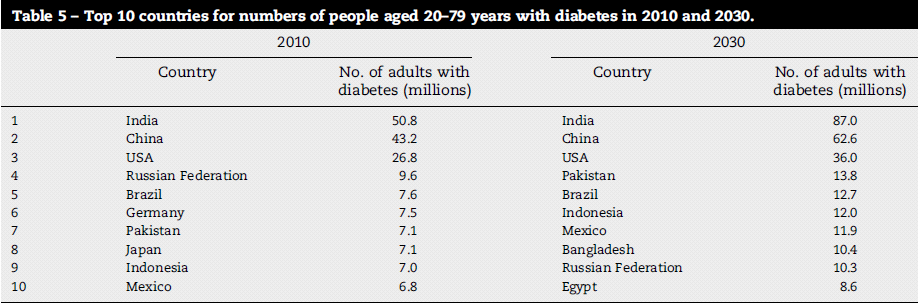 Table 5 – Top 10 countries for numbers of people aged 20–79 years with diabetes in 2010 and 2030.
2010 2030
Country No. of adults with diabetes (millions) Country No. of adults with diabetes (millions)
1 India 50.8 India 87.0
2 China 43.2 China 62.6
3 USA 26.8 USA 36.0
4 Russian Federation 9.6 Pakistan 13.8
5 Brazil 7.6 Brazil 12.7
6 Germany 7.5 Indonesia 12.0
7 Pakistan 7.1 Mexico 11.9
8 Japan 7.1 Bangladesh 10.4
9 Indonesia 7.0 Russian Federation 10.3
10 Mexico 6.8 Egypt 8.6